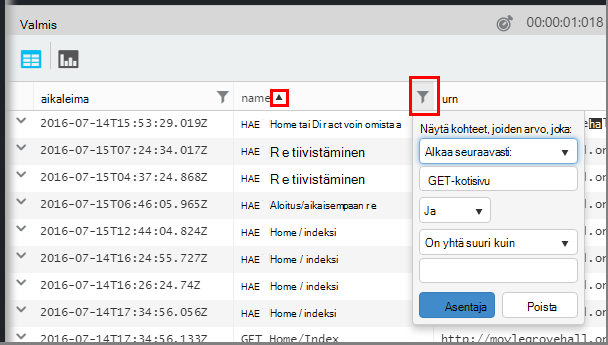 Valmis 00:00:01:018
aikaleima name urn
2016-07-14T15:53:29.019Z HAE Home tai Diract voin omistaa
2016-07-15T07:24:34.017Z HAE Re tiivistäminen
2016-07-15T04:37:24.868Z HAE Re tiivistäminen
2016-07-15T06:46:05.965Z HAE Aloitus/aikaisempaan re
2016-07-15T12:44:04.824Z HAE Home / indeksi
2016-07-14T16:24:55.727Z HAE Home / indeksi
2016-07-14T16:26:24.74Z HAE Home / indeksi
2016-07-14T17:34:56.056Z HAE Home / indeksi
2016-07-14T17:34:56.133Z GET Home/Index http://moylegrovehall.or
Näytä kohteet, joiden arvo, joka:
Alkaa seuraavasti:
GET-kotisivu
Ja
On yhtä suuri kuin
Asentaja Poista